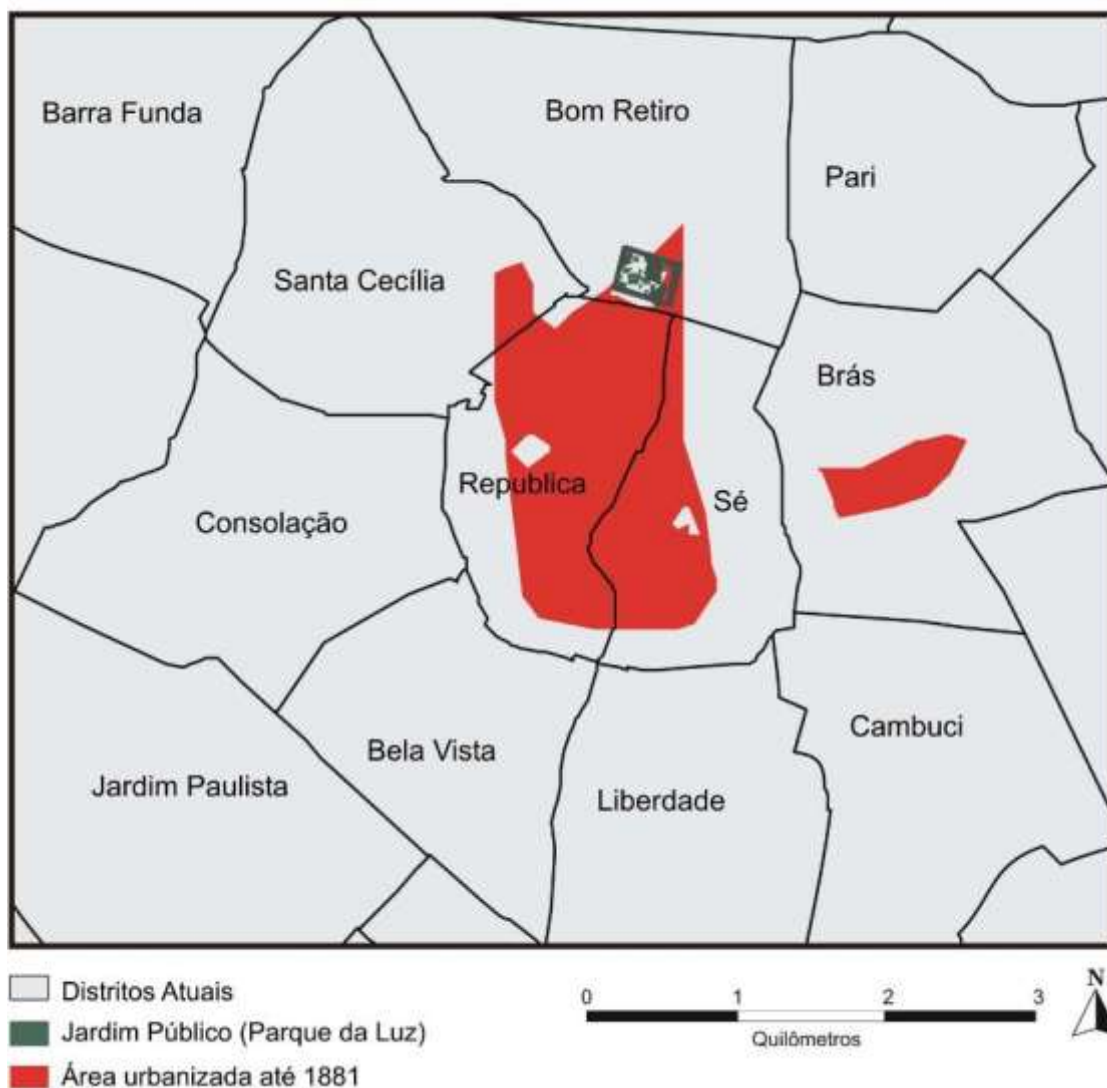 Barra Funda
Bom Retiro
Pari
Santa Cecília
Brás
Republica
Sé
Consolação
Cambuci
Bela Vista
Jardim Paulista
Liberdade
Distritos Atuais
Jardim Público (Parque da Luz)
Área urbanizada até 1881
0 1 2 3
Quilômetros
N